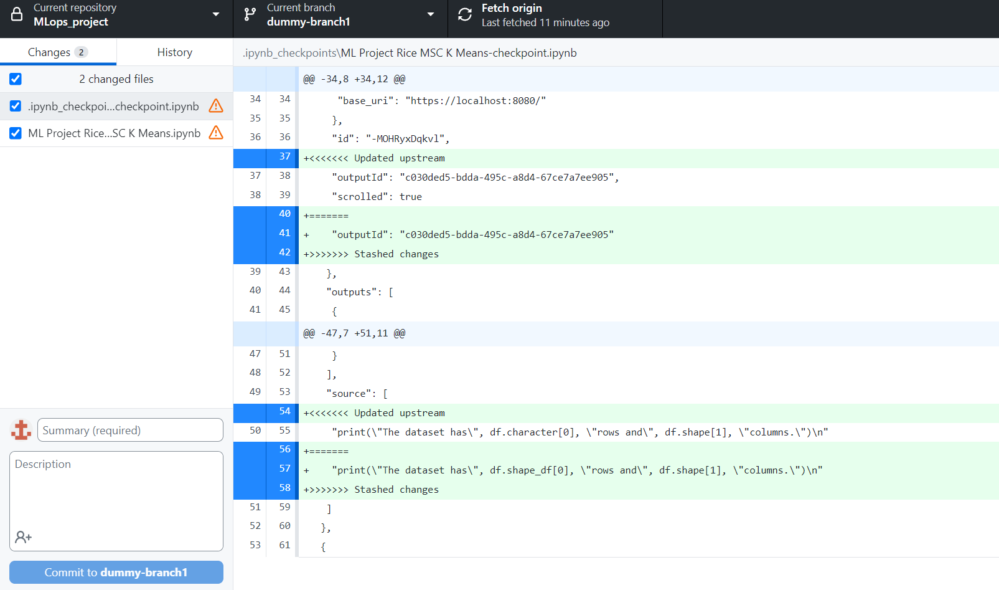 Current repository
MLops_project
Current branch
dummy-branch1
Fetch origin
Last fetched 11 minutes ago
Changes 2
History
2 changed files
.ipynb_checkpoi...checkpoint.ipynb
ML Project Rice...SC K Means.ipynb
Summary (required)
Description
Commit to dummy-branch1
.ipynb_checkpoints\ML Project Rice MSC K Means-checkpoint.ipynb
@@ -34,8 +34,12 @@
34 34 "base_uri": "https://localhost:8080/"
35 35 },
36 36 "id": "-MOHRyxDqkvl",
37 +<<<<<<< Updated upstream
37 38 "outputId": "c030ded5-bdda-495c-a8d4-67ce7a7ee905",
38 39 "scrolled": true
40 +=======
41 + "outputId": "c030ded5-bdda-495c-a8d4-67ce7a7ee905"
42 +>>>>>>> Stashed changes
39 43 },
40 44 "outputs": [
41 45 {
@@ -47,7 +51,11 @@
47 51 }
48 52 ],
49 53 "source": [
54 +<<<<<<< Updated upstream
50 55 "print(\"The dataset has\", df.character[0], \"rows and\", df.shape[1], \"columns.\")\n"
56 +=======
57 + "print(\"The dataset has\", df.shape_df[0], \"rows and\", df.shape[1], \"columns.\")\n"
58 +>>>>>>> Stashed changes
51 59 ]
52 60 },
53 61 {